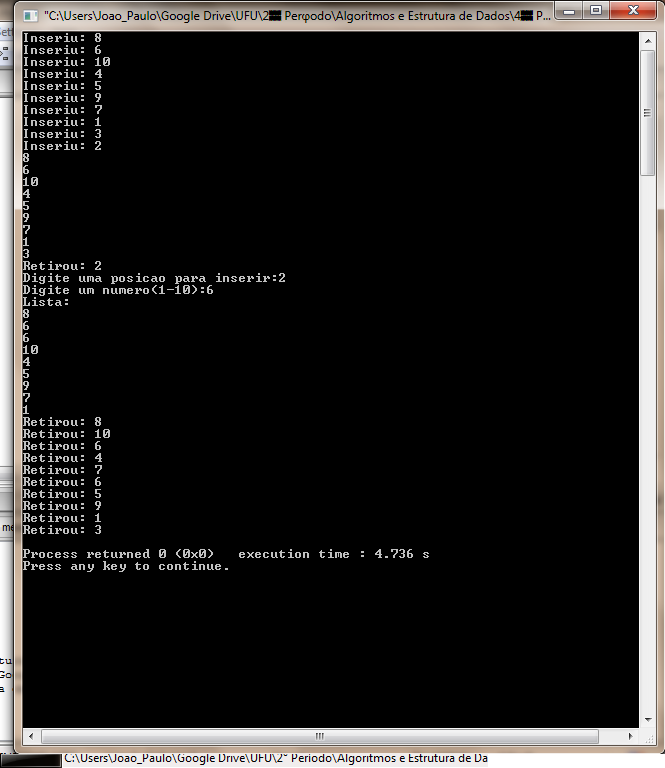 "C:\Users\Joao_Paulo\Google Drive\UFU\2▓▓ Perφodo\Algoritmos e Estrutura de Dados\4▓▓ P...
Inseriu: 8
Inseriu: 6
Inseriu: 10
Inseriu: 4
Inseriu: 5
Inseriu: 9
Inseriu: 7
Inseriu: 1
Inseriu: 3
Inseriu: 2
8
6
10
4
5
9
7
1
3
Retirou: 2
Digite uma posicao para inserir:2
Digite um numero(1-10):6
Lista:
8
6
6
10
4
5
9
7
1
Retirou: 8
Retirou: 10
Retirou: 6
Retirou: 4
Retirou: 7
Retirou: 6
Retirou: 5
Retirou: 9
Retirou: 1
Retirou: 3
Process returned 0 (0x0)   execution time : 4.736 s
Press any key to continue.
C:\Users\Joao_Paulo\Google Drive\UFU\2° Periodo\Algoritmos e Estrutura de Da